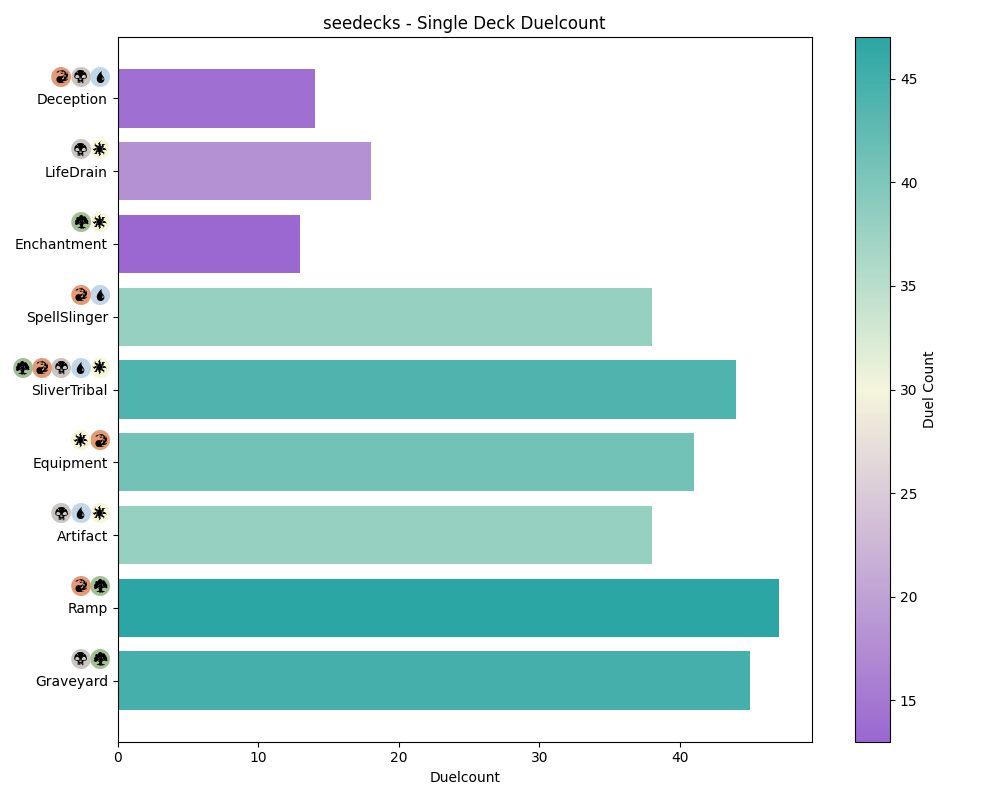 seedecks - Single Deck Duelcount
Deception
LifeDrain
Enchantment
SpellSlinger
SliverTribal
Equipment
Artifact
Ramp
Graveyard
0 10 20 30 40
Duelcount
45
40
35
30
25
20
15
Duel Count